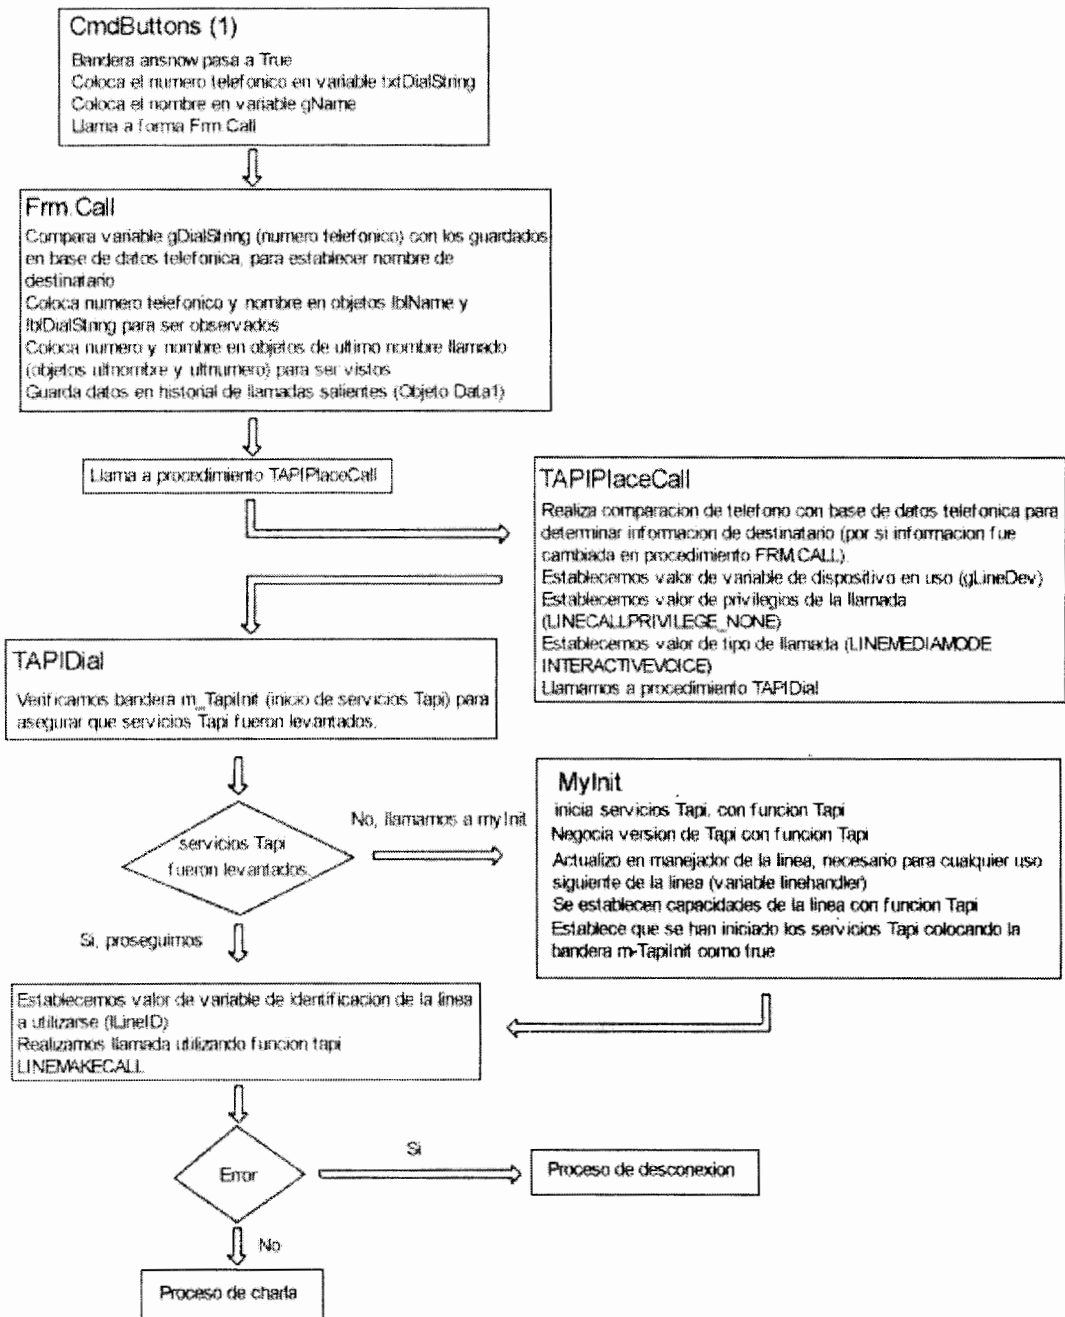 CmdButtons (1)
Bandera ansnow pasa a True
Coloca el numero telefonico en variable txtDialString
Coloca el nombre en variable gName
Llama a forma Frm.Call
Frm.Call
Compara variable gDialString (numero telefonico) con los guardados
en base de datos telefonica, para establecer nombre de
destinatario
Coloca numero telefonico y nombre en objetos lblName y
lblDialString para ser observados
Coloca numero y nombre en objetos de ultimo nombre llamado
(objetos ultnombre y ultnumero) para ser vistos
Guarda datos en historial de llamadas salientes (Objeto Data1)
Llama a procedimiento TAPIPlaceCall
TAPIPlaceCall
Realiza comparacion de telefono con base de datos telefonica para
determinar informacion de destinatario (por si informacion fue
cambiada en procedimiento FRM.CALL).
Establecemos valor de variable de dispositivo en uso (gLineDev)
Establecemos valor de privilegios de la llamada
(LINECALLPRIVILEGE_NONE)
Establecemos valor de tipo de llamada (LINEMEDIAMODE
INTERACTIVEVOICE)
Llamamos a procedimiento TAPIDial
TAPIDial
Verificamos bandera m_TapiInit (inicio de servicios Tapi) para
asegurar que servicios Tapi fueron levantados.
servicios Tapi
fueron levantados.
No, llamamos a myInit
MyInit
inicia servicios Tapi, con funcion Tapi
Negocia version de Tapi con funcion Tapi
Actualizo en manejador de la linea, necesario para cualquier uso
siguiente de la linea (variable linehandler)
Se establecen capacidades de la linea con funcion Tapi
Establece que se han iniciado los servicios Tapi colocando la
bandera m-TapiInit como true
Si, proseguimos
Establecemos valor de variable de identificacion de la linea
a utilizarse (lLineID)
Realizamos llamada utilizando funcion tapi
LINEMAKECALL
Error
Si
Proceso de desconexion
No
Proceso de charla